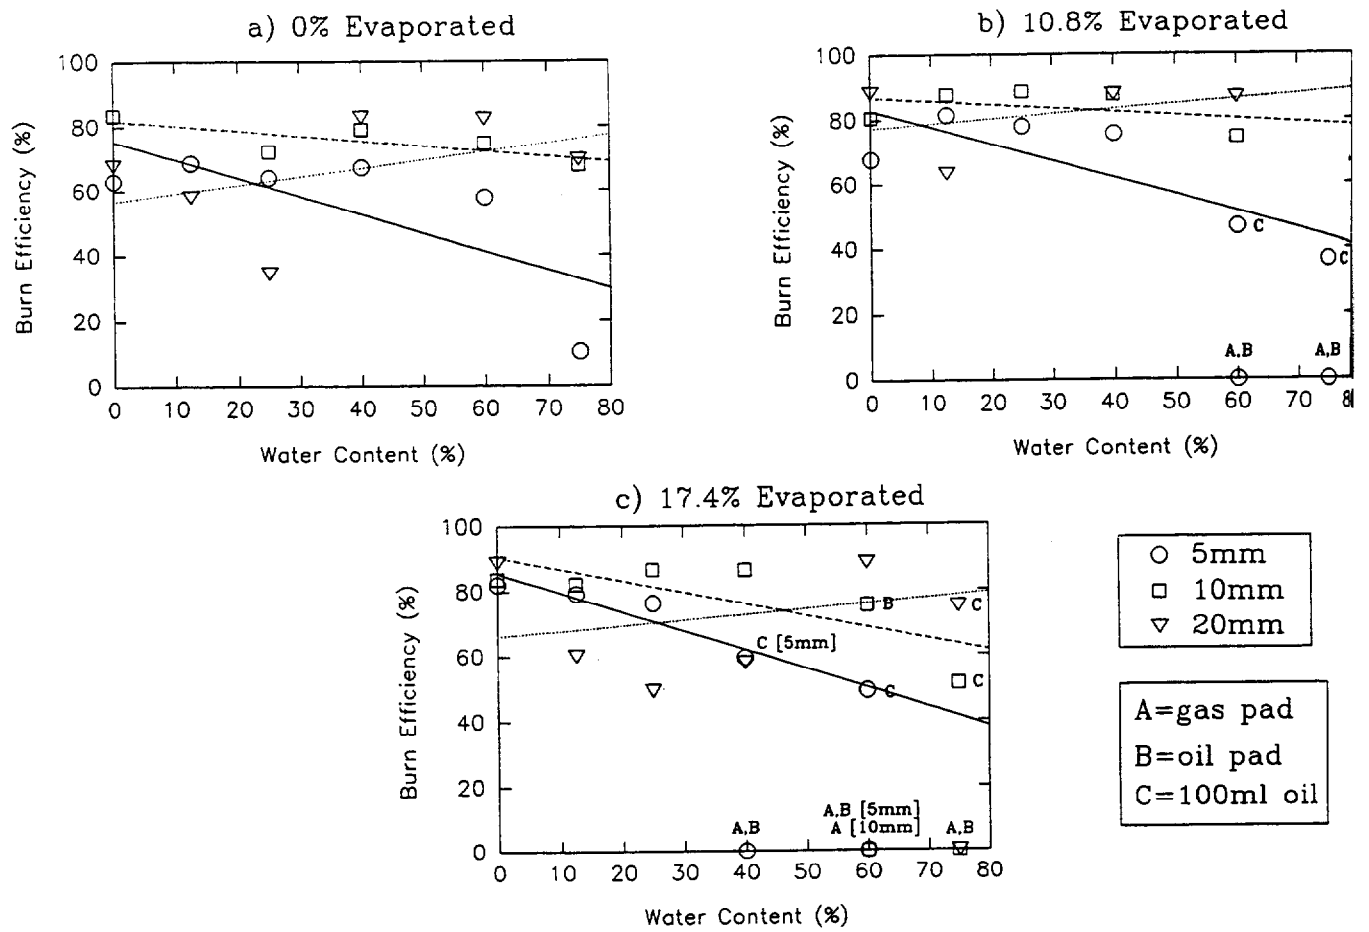 a) 0% Evaporated
100
80
60
40
20
0
Burn Efficiency (%)
0 10 20 30 40 50 60 70 80
Water Content (%)
b) 10.8% Evaporated
100
80
60
40
20
0
Burn Efficiency (%)
C
C
A,B
A,B
0 10 20 30 40 50 60 70 8
Water Content (%)
c) 17.4% Evaporated
100
80
60
40
20
0
Burn Efficiency (%)
B
C
C [5mm]
C
C
A,B [5mm]
A,B
A [10mm]
A,B
0 10 20 30 40 50 60 70 80
Water Content (%)
5mm
10mm
20mm
A=gas pad
B=oil pad
C=100ml oil